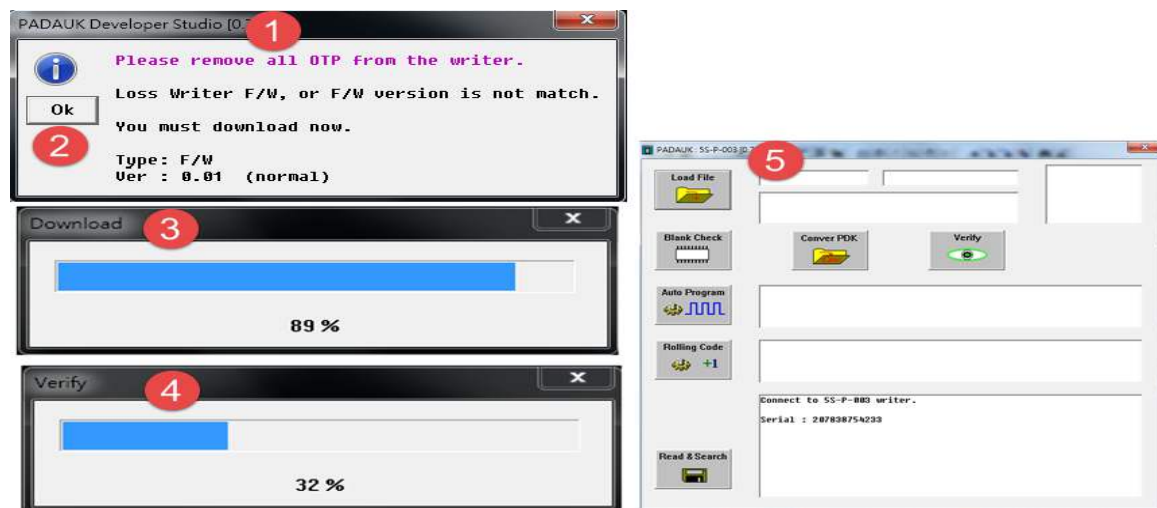 PADAUK Developer Studio [0.
1
Please remove all OTP from the writer.
Loss Writer F/W, or F/W version is not match.
Ok
You must download now.
2
Type: F/W
Ver : 0.01 (normal)
Download
3
89 %
Verify
4
32 %
PADAUK : 5S-P-003 [0.
5
Load File
Blank Check
Conver PDK
Verify
Auto Program
Rolling Code
+1
Connect to 5S-P-003 writer.
Serial : 207838754233
Read & Search